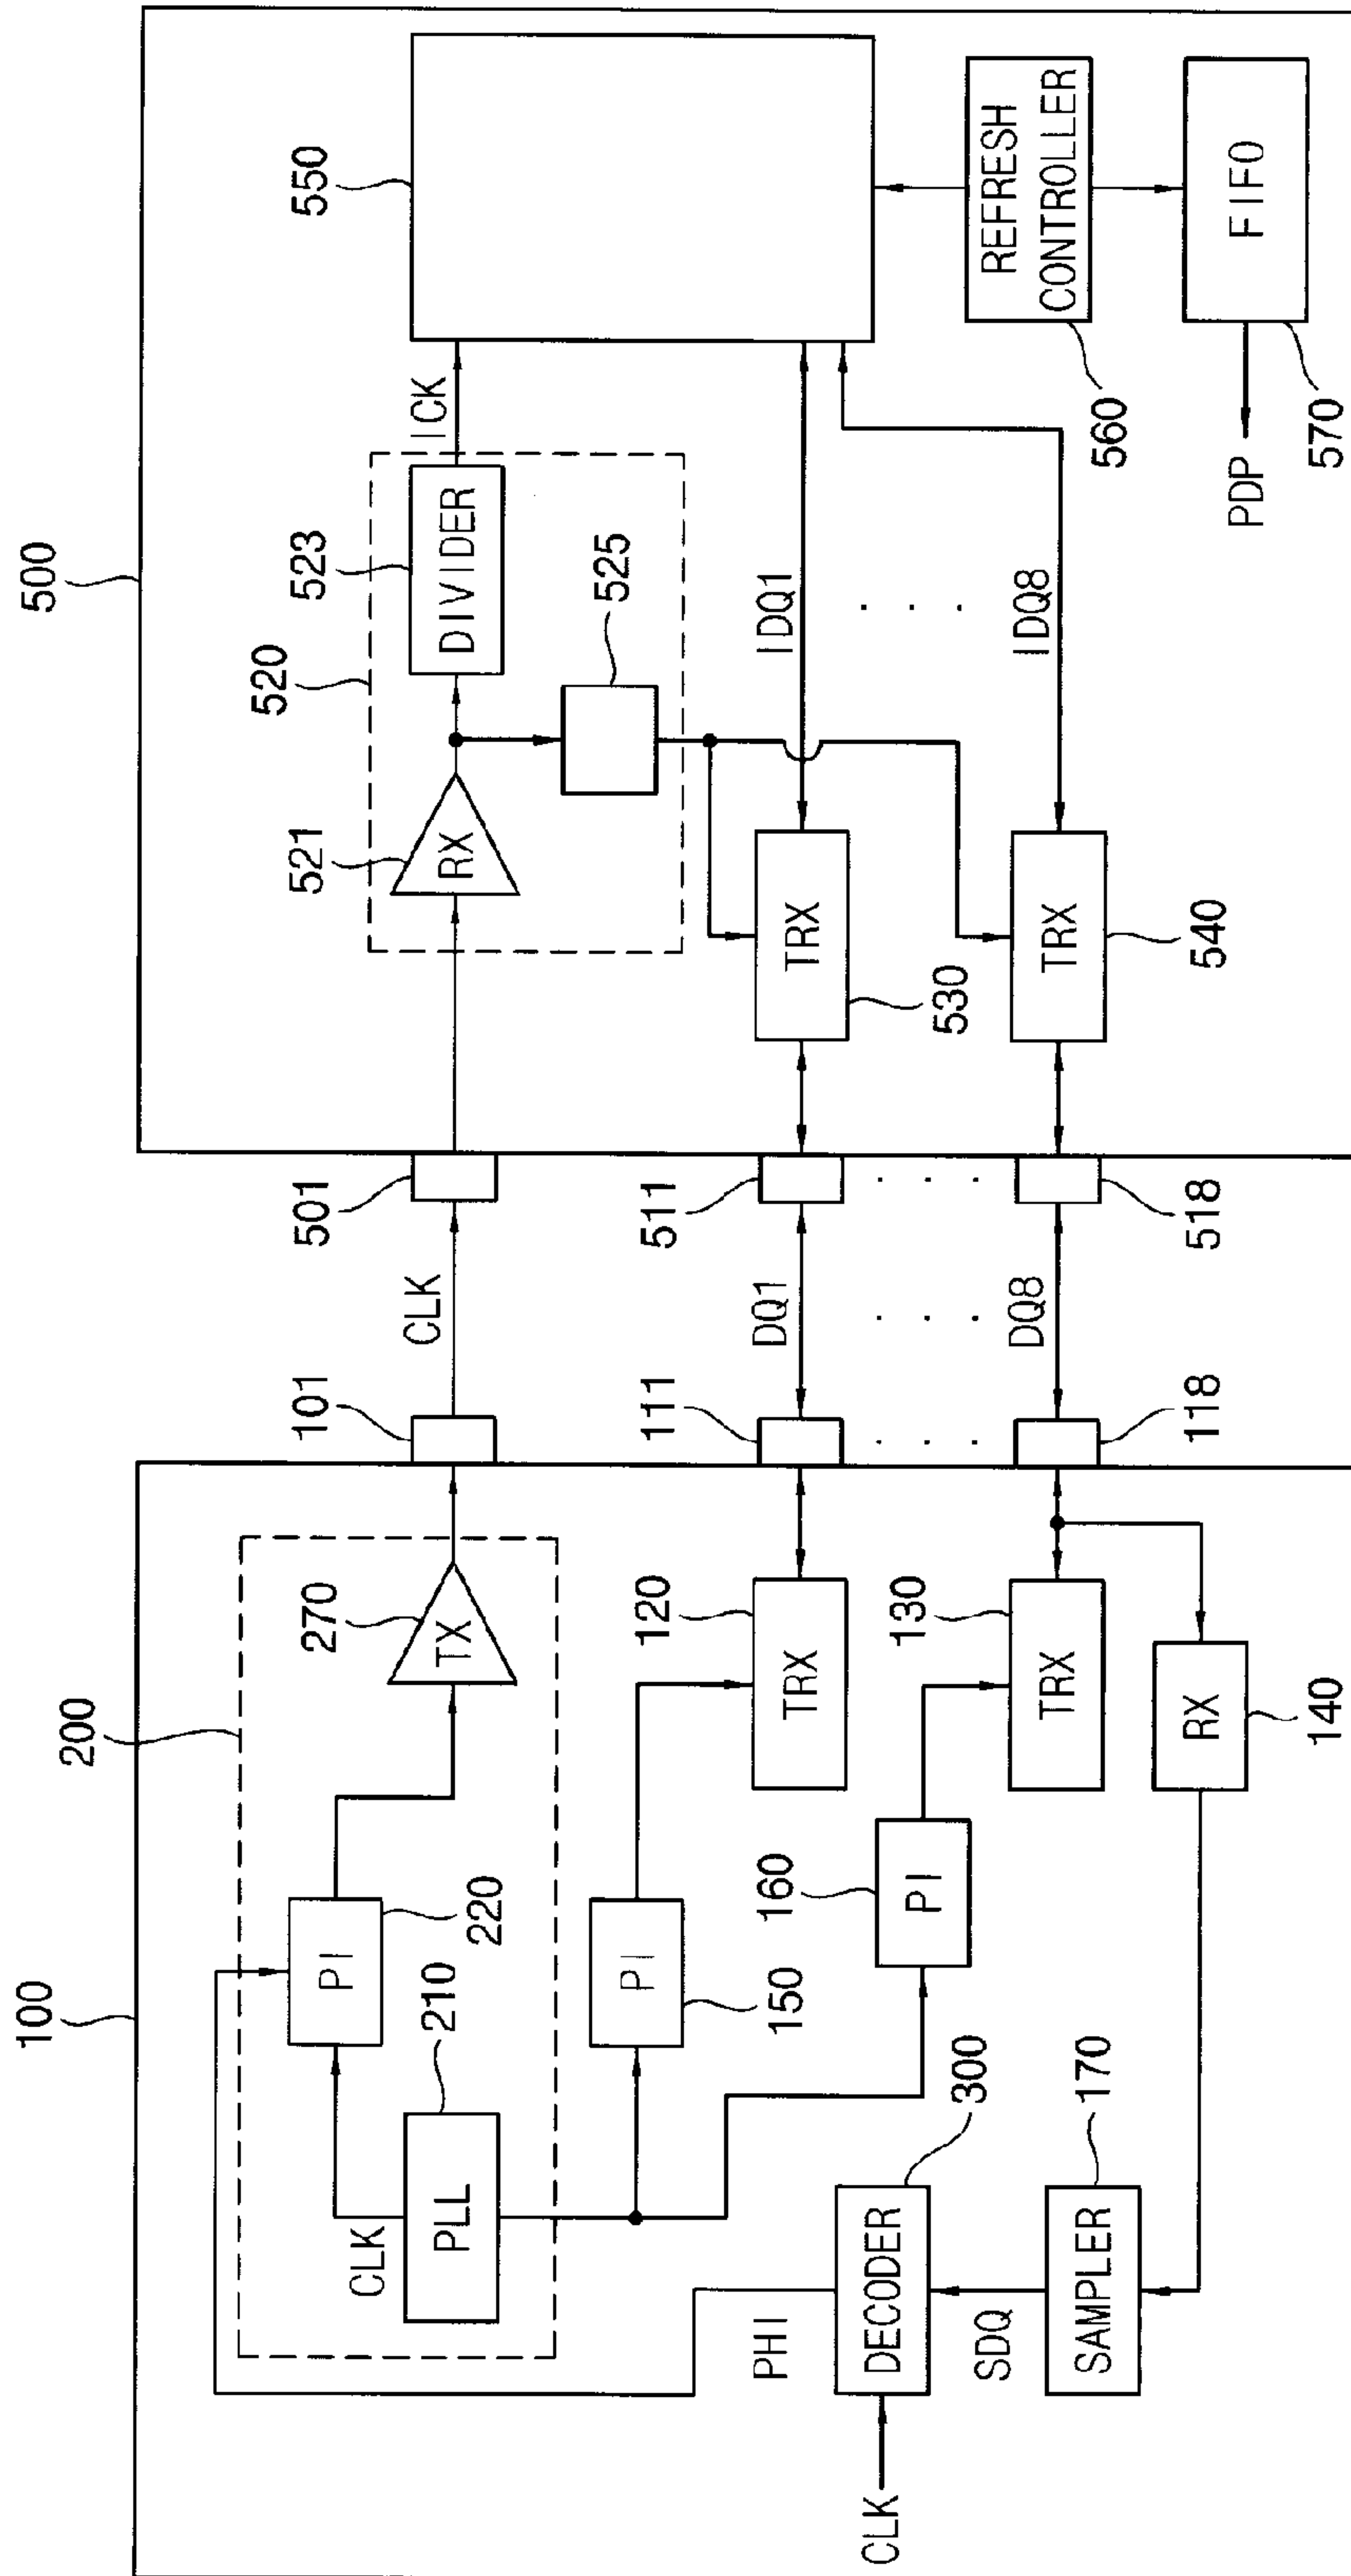 100
200
CLK
PLL
210
PI
220
TX
270
PI
150
TRX
120
PI
160
TRX
130
RX
140
PHI
CLK
DECODER
300
SDQ
SAMPLER
170
101
CLK
501
111
DQ1
511
. . .
. . .
. . .
118
DQ8
518
500
520
RX
521
DIVIDER
523
525
ICK
550
TRX
530
IDQ1
. . .
TRX
540
IDQ8
REFRESH
CONTROLLER
560
FIFO
570
PDP